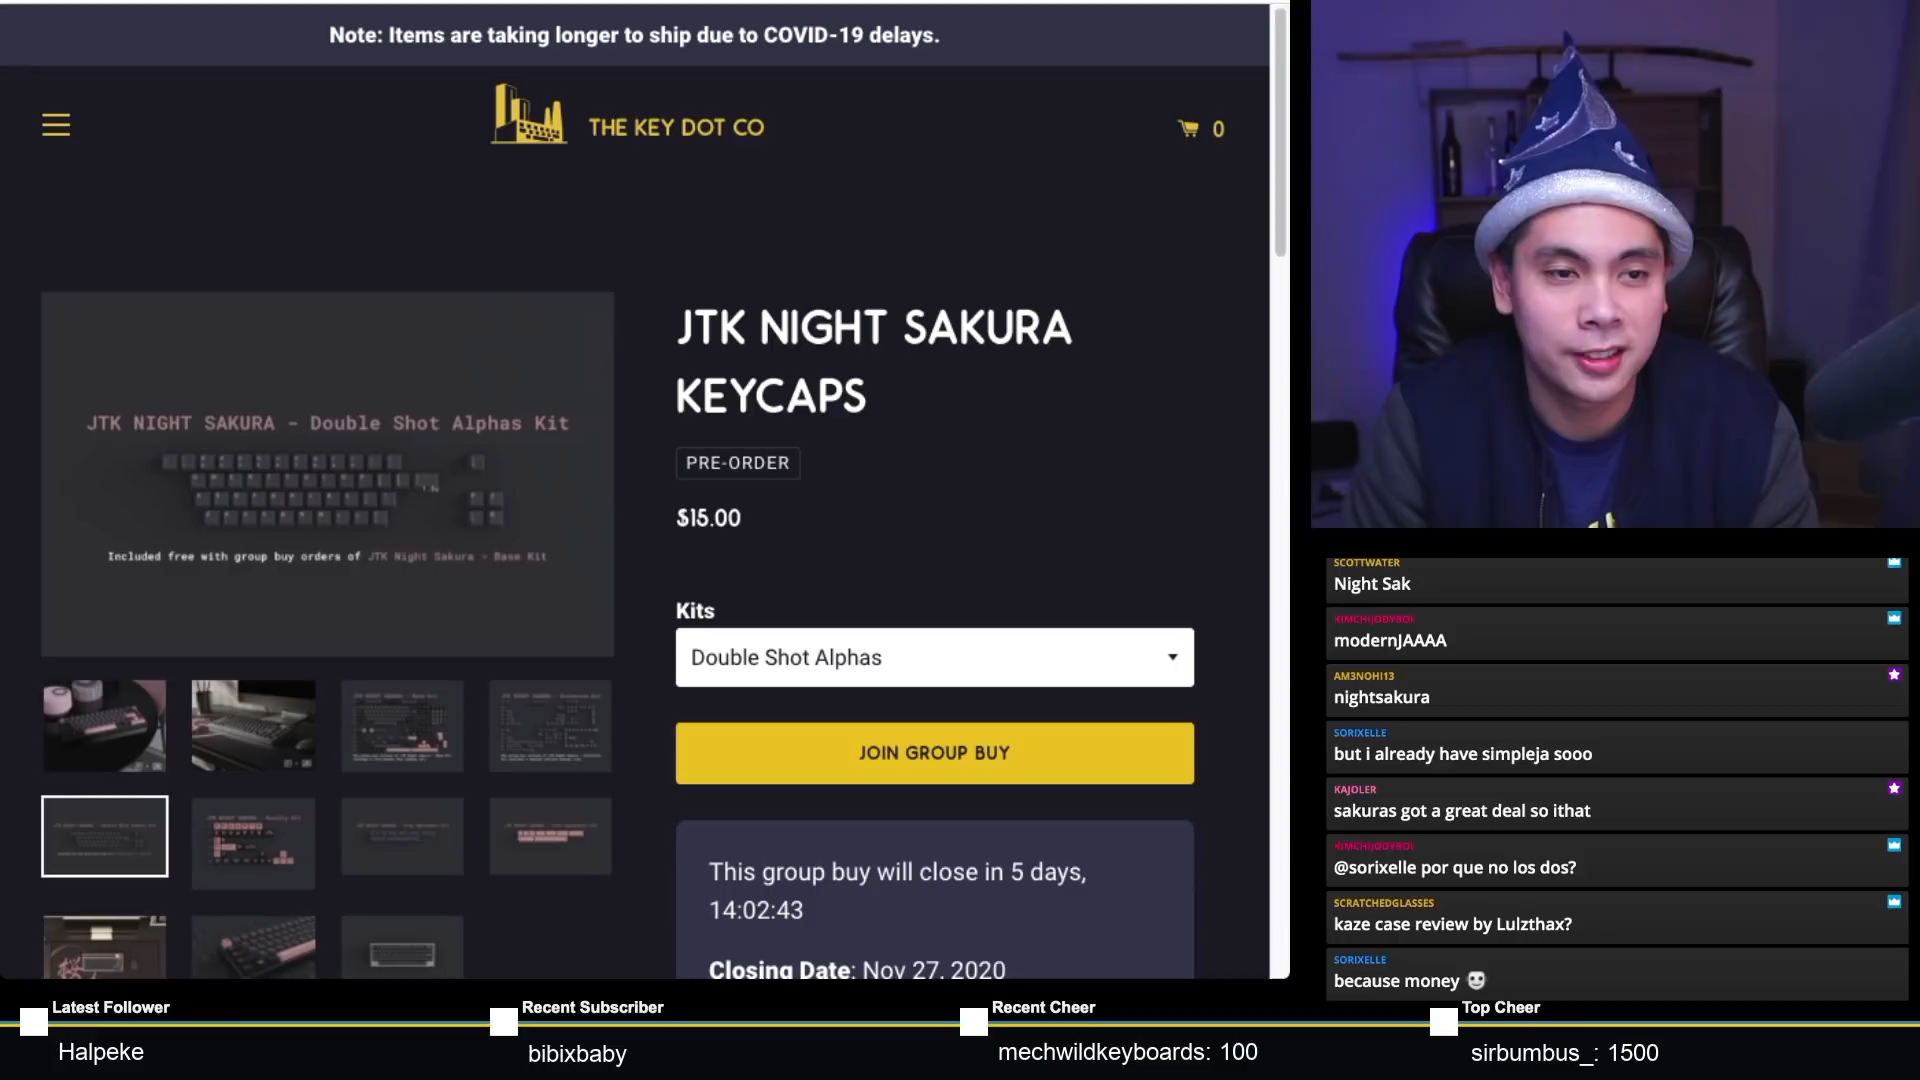 Note: Items are taking longer to ship due to COVID-19 delays.
THE KEY DOT CO
0
JTK NIGHT SAKURA - Double Shot Alphas Kit
Included free with group buy orders of JTK Night Sakura - Base Kit
JTK NIGHT SAKURA
KEYCAPS
PRE-ORDER
$15.00
Kits
Double Shot Alphas
JOIN GROUP BUY
This group buy will close in 5 days,
14:02:43
Closing Date: Nov 27, 2020
SCOTTWATER
Night Sak
modernJAAAA
AM3NOHI13
nightsakura
SORIXELLE
but i already have simpleja sooo
KAJOLER
sakuras got a great deal so ithat
@sorixelle por que no los dos?
SCRATCHEDGLASSES
kaze case review by Lulzthax?
SORIXELLE
because money
Latest Follower
Halpeke
Recent Subscriber
bibixbaby
Recent Cheer
mechwildkeyboards: 100
Top Cheer
sirbumbus_: 1500